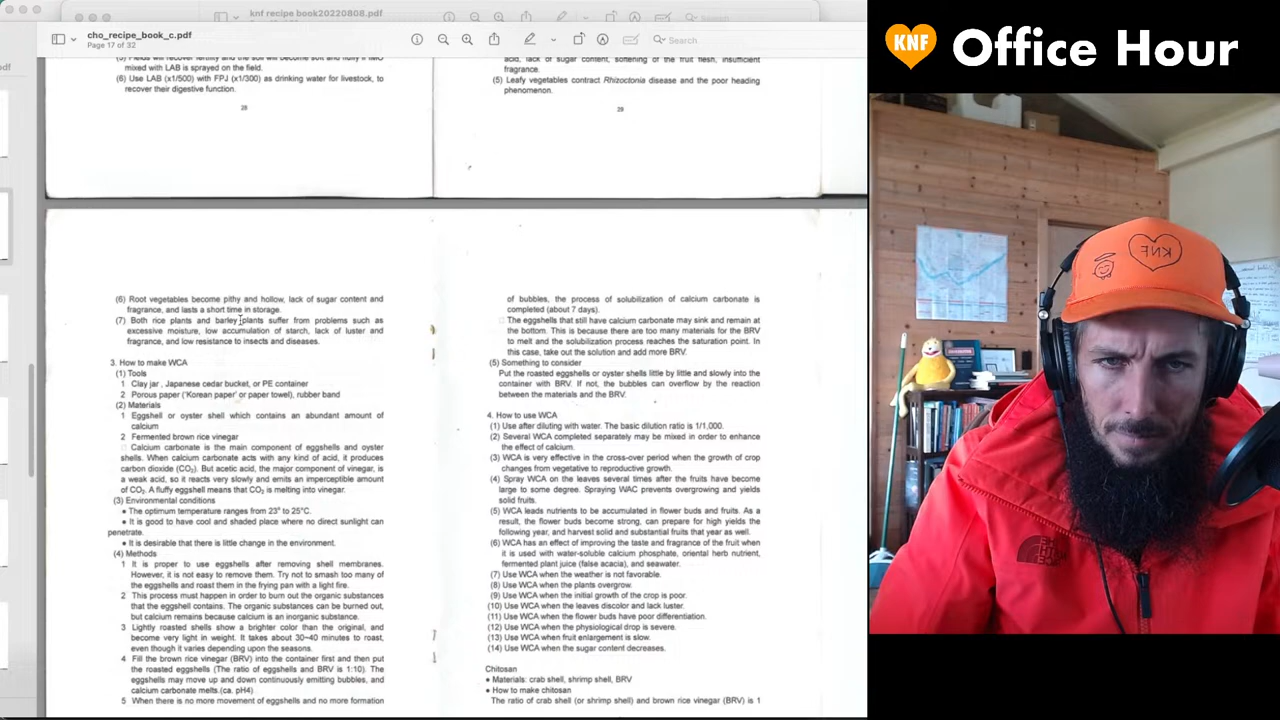 knf recipe book20220808.pdf
cho_recipe_book_c.pdf
Page 17 of 32
Search
KNF
Office Hour
mixed with LAB is sprayed on the field.
(6) Use LAB (x1/500) with FPJ (x1/300) as drinking water for livestock, to
recover their digestive function.
28
acid, lack of sugar content, softening of the fruit flesh, insufficient
fragrance.
(5) Leafy vegetables contract Rhizoctonia disease and the poor heading
phenomenon.
29
(6) Root vegetables become pithy and hollow, lack of sugar content and
fragrance, and lasts a short time in storage.
(7) Both rice plants and barley plants suffer from problems such as
excessive moisture, low accumulation of starch, lack of luster and
fragrance, and low resistance to insects and diseases.
3. How to make WCA
(1) Tools
1 Clay jar , Japanese cedar bucket, or PE container
2 Porous paper ('Korean paper' or paper towel), rubber band
(2) Materials
1 Eggshell or oyster shell which contains an abundant amount of
calcium
2 Fermented brown rice vinegar
Calcium carbonate is the main component of eggshells and oyster
shells. When calcium carbonate acts with any kind of acid, it produces
carbon dioxide (CO₂). But acetic acid, the major component of vinegar, is
a weak acid, so it reacts very slowly and emits an imperceptible amount
of CO₂. A fluffy eggshell means that CO₂ is melting into vinegar.
(3) Environmental conditions
• The optimum temperature ranges from 23° to 25°C.
• It is good to have cool and shaded place where no direct sunlight can
penetrate.
• It is desirable that there is little change in the environment.
(4) Methods
1 It is proper to use eggshells after removing shell membranes.
However, it is not easy to remove them. Try not to smash too many of
the eggshells and roast them in the frying pan with a light fire.
2 This process must happen in order to burn out the organic substances
that the eggshell contains. The organic substances can be burned out,
but calcium remains because calcium is an inorganic substance.
3 Lightly roasted shells show a brighter color than the original, and
become very light in weight. It takes about 30~40 minutes to roast,
even though it varies depending upon the seasons.
4 Fill the brown rice vinegar (BRV) into the container first and then put
the roasted eggshells (The ratio of eggshells and BRV is 1:10). The
eggshells may move up and down continuously emitting bubbles, and
calcium carbonate melts.(ca. pH4)
5 When there is no more movement of eggshells and no more formation
of bubbles, the process of solubilization of calcium carbonate is
completed (about 7 days).
The eggshells that still have calcium carbonate may sink and remain at
the bottom. This is because there are too many materials for the BRV
to melt and the solubilization process reaches the saturation point. In
this case, take out the solution and add more BRV.
(5) Something to consider
Put the roasted eggshells or oyster shells little by little and slowly into the
container with BRV. If not, the bubbles can overflow by the reaction
between the materials and the BRV.
4. How to use WCA
(1) Use after diluting with water. The basic dilution ratio is 1/1,000.
(2) Several WCA completed separately may be mixed in order to enhance
the effect of calcium.
(3) WCA is very effective in the cross-over period when the growth of crop
changes from vegetative to reproductive growth.
(4) Spray WCA on the leaves several times after the fruits have become
large to some degree. Spraying WAC prevents overgrowing and yields
solid fruits.
(5) WCA leads nutrients to be accumulated in flower buds and fruits. As a
result, the flower buds become strong, can prepare for high yields the
following year, and harvest solid and substantial fruits that year as well.
(6) WCA has an effect of improving the taste and fragrance of the fruit when
it is used with water-soluble calcium phosphate, oriental herb nutrient,
fermented plant juice (false acacia), and seawater.
(7) Use WCA when the weather is not favorable.
(8) Use WCA when the plants overgrow.
(9) Use WCA when the initial growth of the crop is poor.
(10) Use WCA when the leaves discolor and lack luster.
(11) Use WCA when the flower buds have poor differentiation.
(12) Use WCA when the physiological drop is severe.
(13) Use WCA when fruit enlargement is slow.
(14) Use WCA when the sugar content decreases.
Chitosan
• Materials: crab shell, shrimp shell, BRV
• How to make chitosan
The ratio of crab shell (or shrimp shell) and brown rice vinegar (BRV) is 1